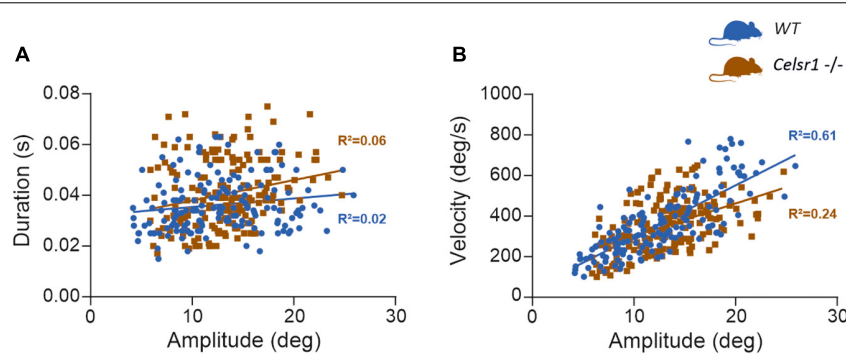 WT
Celsr1 -/-
A
B
0.08
0.06
0.04
0.02
0.00
Duration (s)
R²=0.06
R²=0.02
0
10
20
30
Amplitude (deg)
1000
800
600
400
200
0
Velocity (deg/s)
R²=0.61
R²=0.24
0
10
20
30
Amplitude (deg)